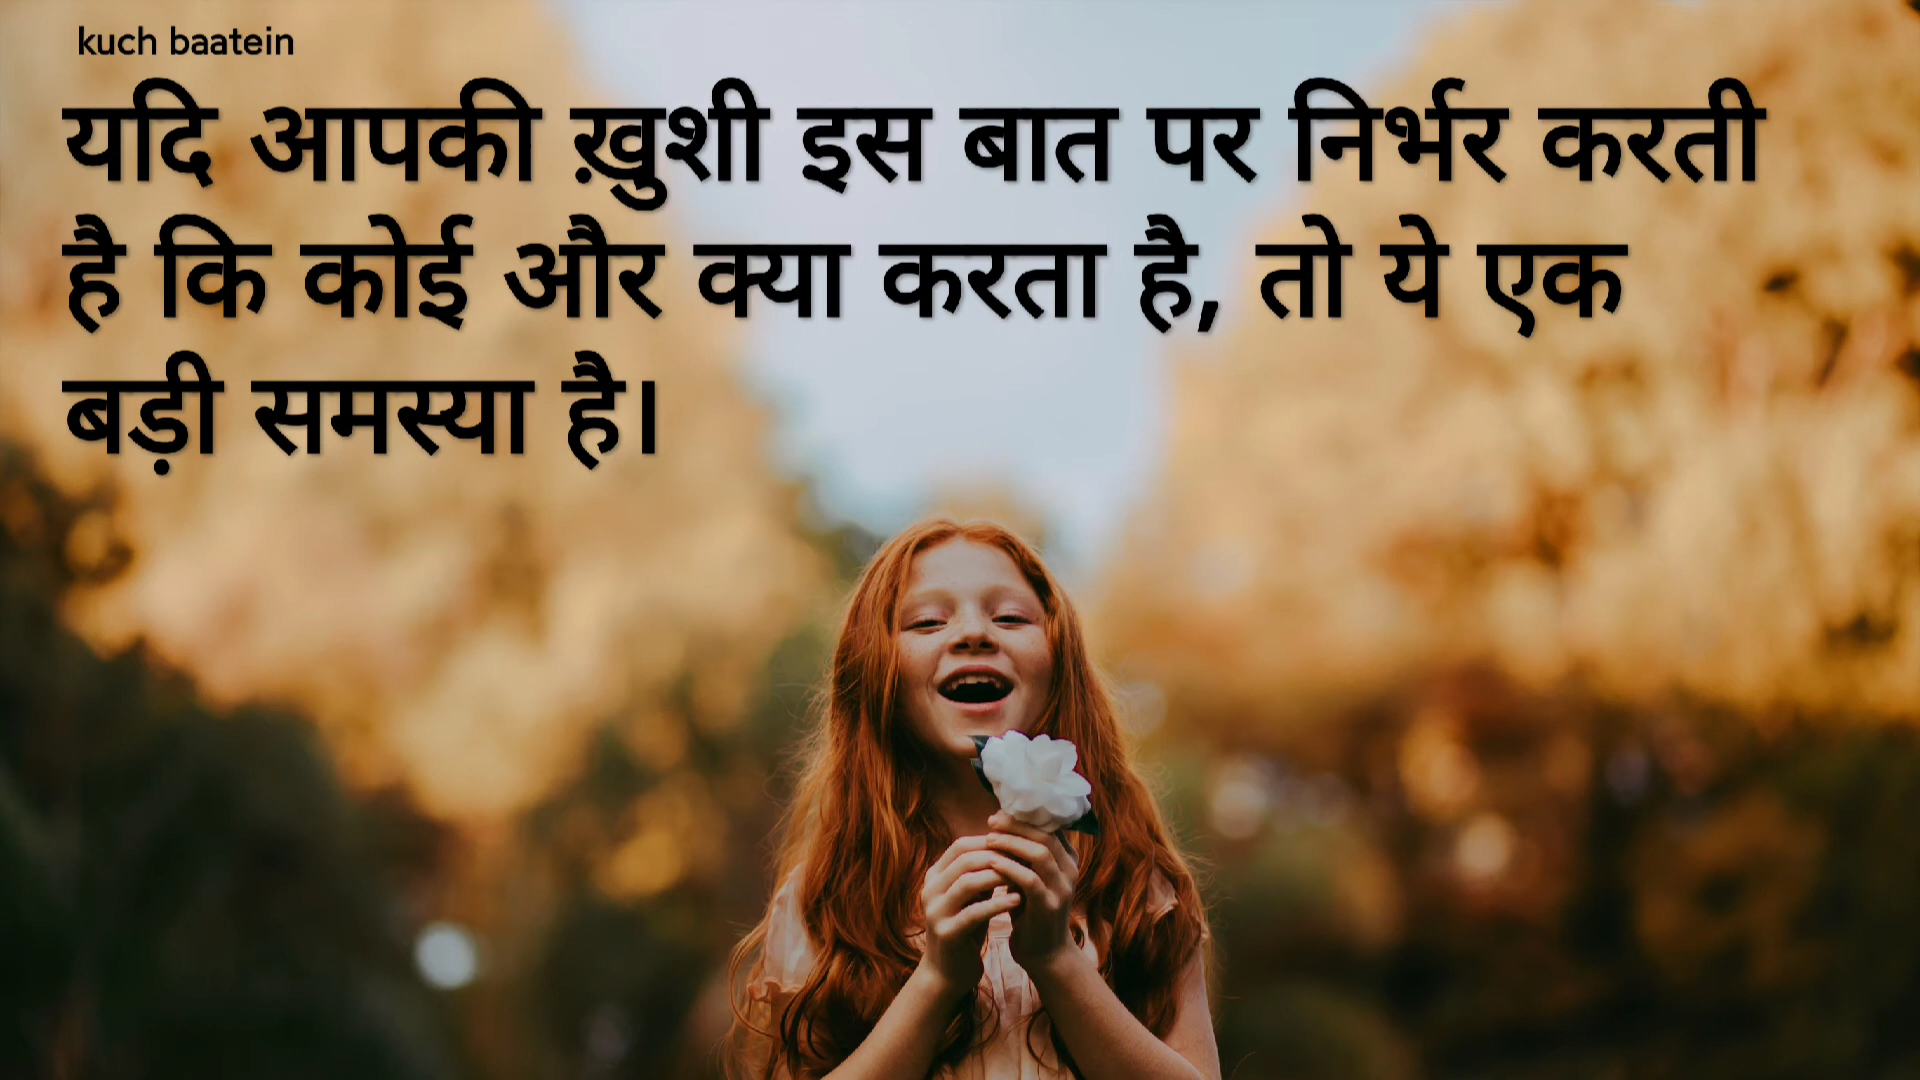 kuch baatein
यदि आपकी ख़ुशी इस बात पर निर्भर करती
है कि कोई और क्या करता है, तो ये एक
बड़ी समस्या है।